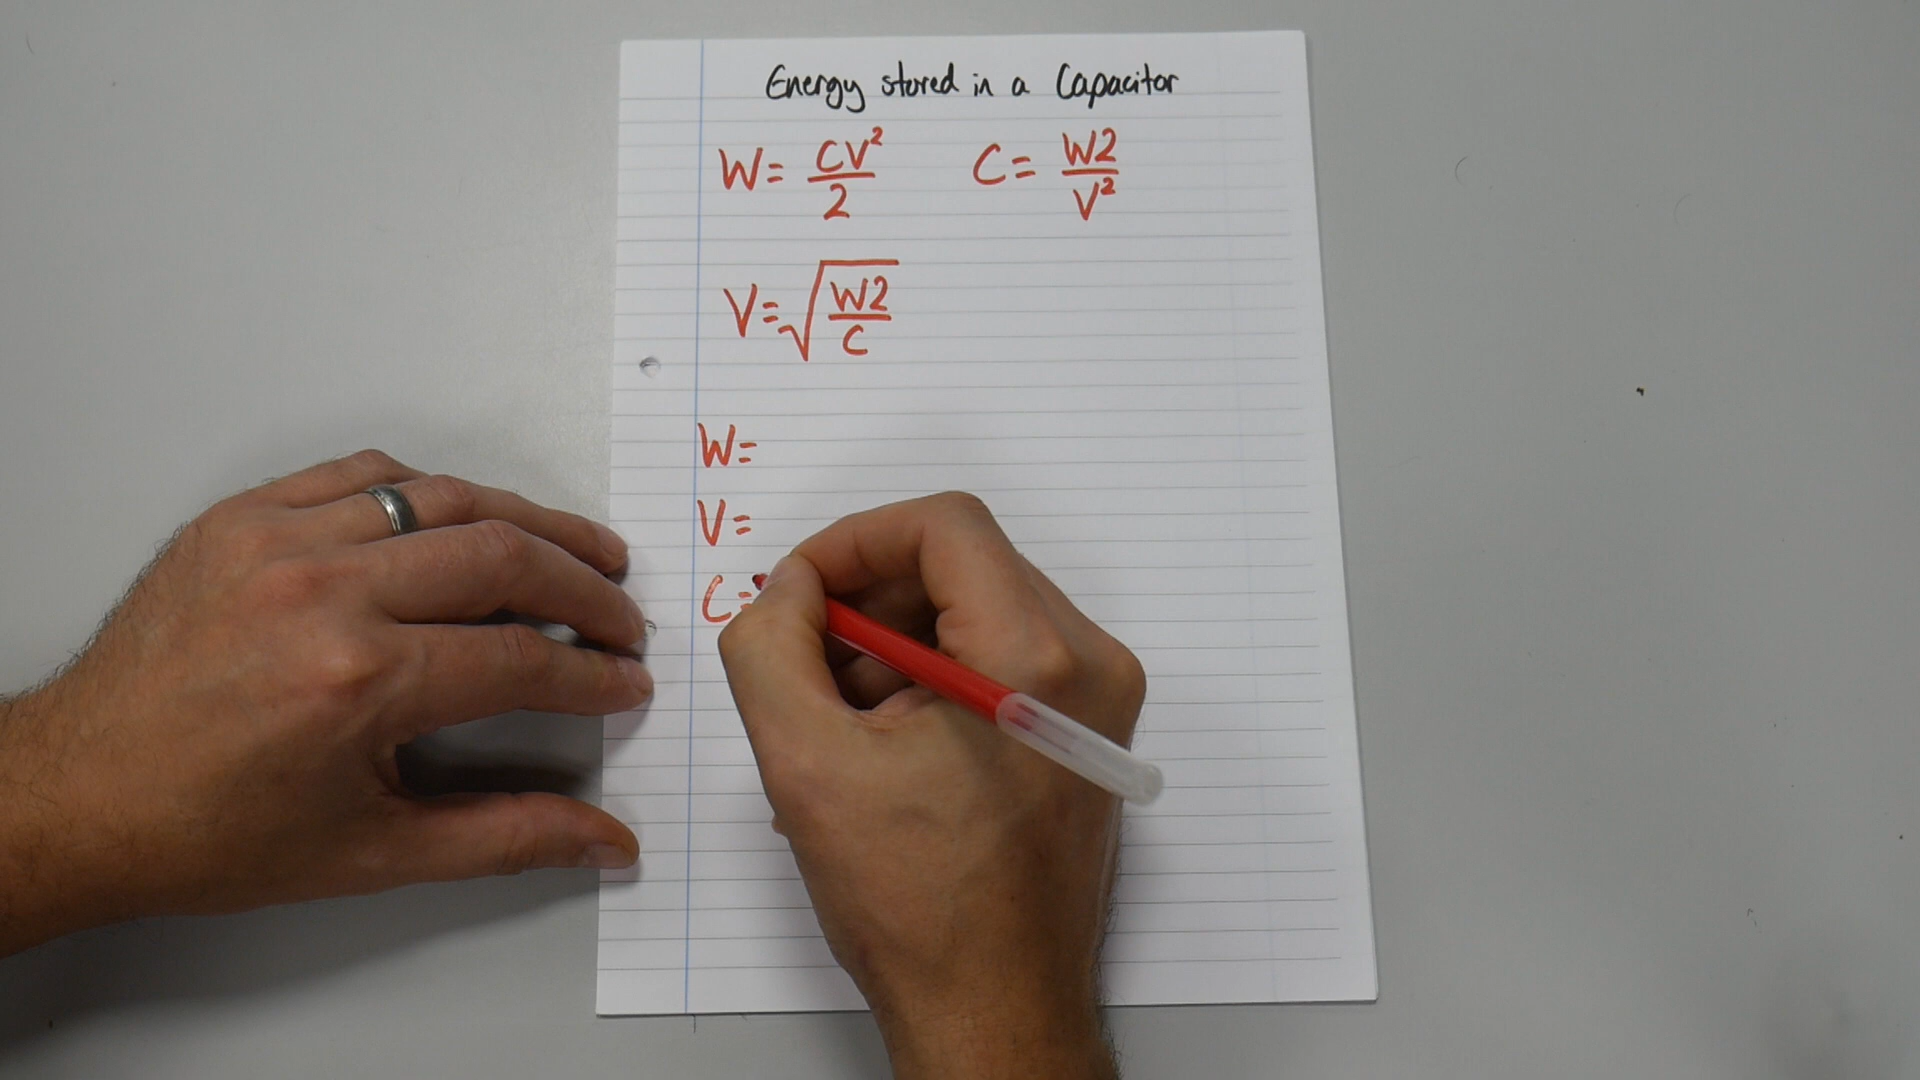 Energy stored in a Capacitor
W = CV²/2 C = W2/V²
V = √(W2/C)
W =
V =
C =